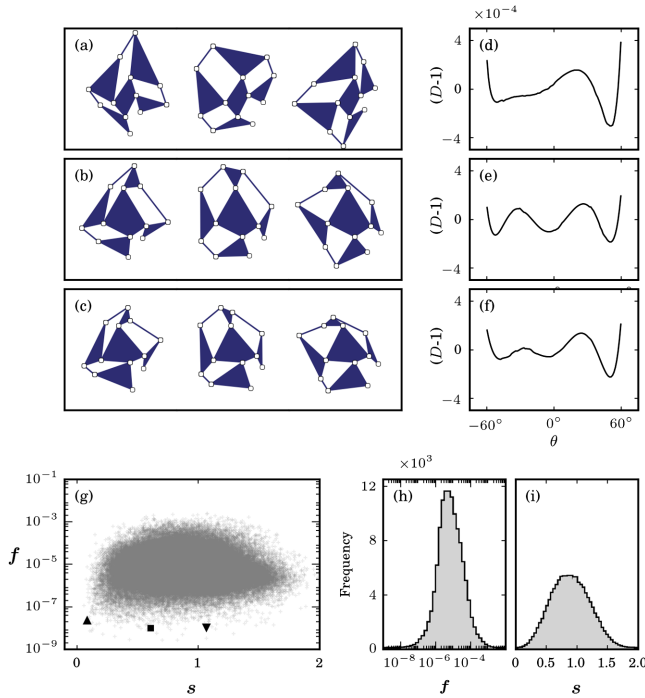 ×10⁻⁴
(a)
(d)
4
0
−4
(D-1)
(b)
(e)
4
0
−4
(D-1)
(c)
(f)
4
0
−4
(D-1)
−60° 0° 60°
θ
(g)
10⁻¹
10⁻³
10⁻⁵
10⁻⁷
10⁻⁹
f
0 1 2
s
×10³
(h)
12
8
4
0
Frequency
10⁻⁸ 10⁻⁶ 10⁻⁴
f
(i)
0 0.5 1.0 1.5 2.0
s